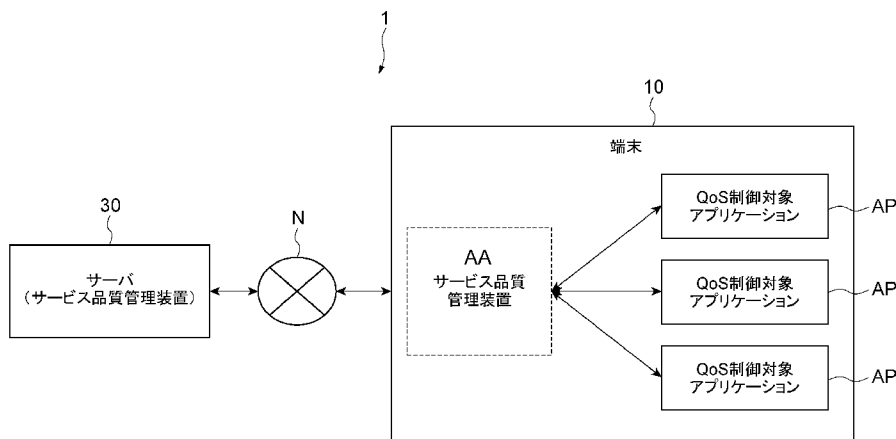 1
10
端末
QoS制御対象
アプリケーション
AP
30
N
サーバ
（サービス品質管理装置）
AA
サービス品質
管理装置
QoS制御対象
アプリケーション
AP
QoS制御対象
アプリケーション
AP